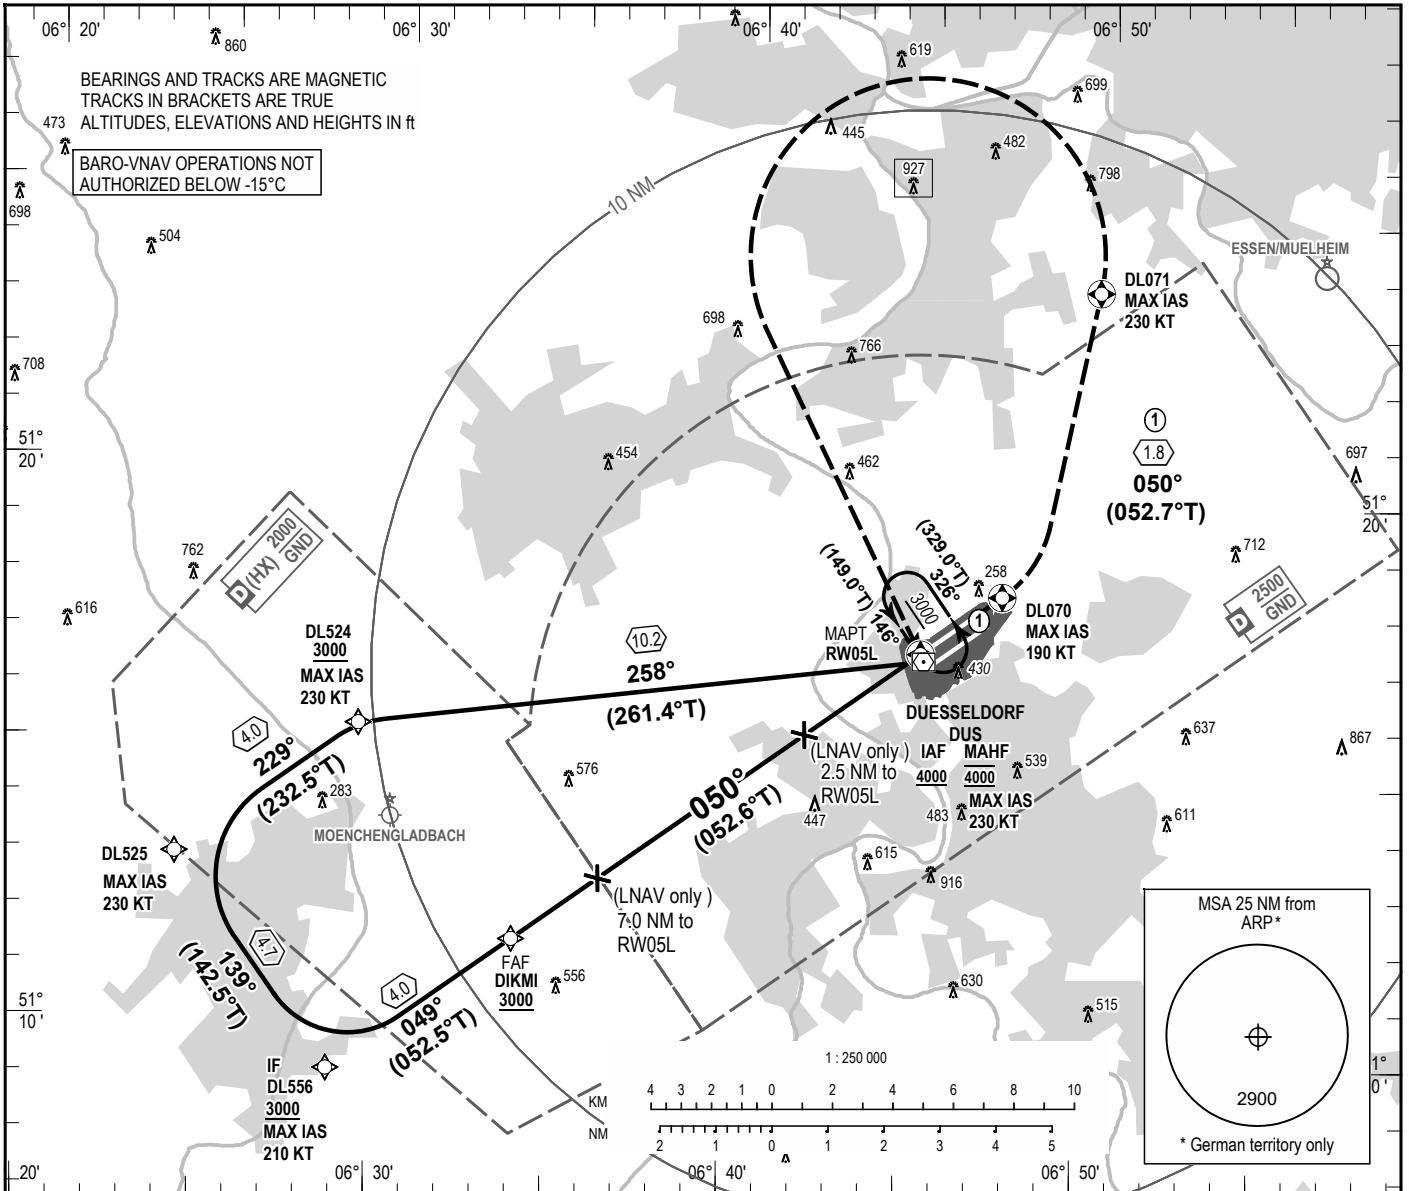 06° 20'
06° 30'
06° 40'
06° 50'
860
619
699
BEARINGS AND TRACKS ARE MAGNETIC
TRACKS IN BRACKETS ARE TRUE
ALTITUDES, ELEVATIONS AND HEIGHTS IN ft
473
445
482
BARO-VNAV OPERATIONS NOT
AUTHORIZED BELOW -15°C
927
798
698
10 NM
504
ESSEN/MUELHEIM
DL071
MAX IAS
230 KT
698
766
708
1
1.8
050°
(052.7°T)
51°
20'
454
462
697
51°
20'
D (HX) 2000
GND
762
616
712
(329.0°T)
326°
(149.0°T)
146°
3000
258
1
2500
D GND
DL070
MAX IAS
190 KT
MAPT
RW05L
430
DL524
3000
MAX IAS
230 KT
10.2
258°
(261.4°T)
DUESSELDORF
DUS
IAF MAHF
4000 4000
MAX IAS
230 KT
4.0
229°
(232.5°T)
637
867
(LNAV only )
2.5 NM to
RW05L
539
576
283
447
483
611
050°
(052.6°T)
MOENCHENGLADBACH
DL525
MAX IAS
230 KT
615
916
(LNAV only )
7.0 NM to
RW05L
MSA 25 NM from
ARP *
2900
* German territory only
4.7
139°
(142.5°T)
FAF
DIKMI
3000
556
630
515
4.0
049°
(052.5°T)
51°
10'
IF
DL556
3000
MAX IAS
210 KT
1 : 250 000
4 3 2 1 0 2 4 6 8 10
KM
NM
2 1 0 1 2 3 4 5
1°
0'
20'
06° 30'
06° 40'
06° 50'